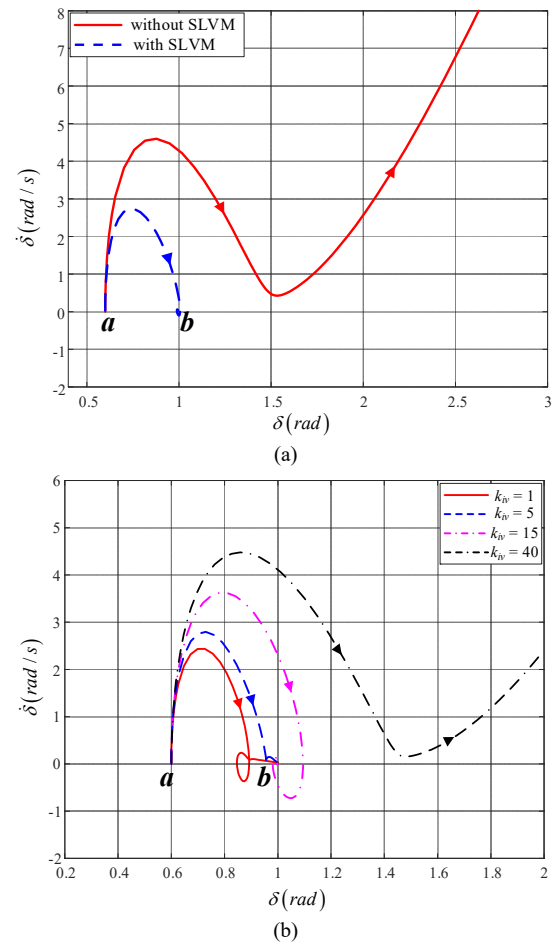 without SLVM
with SLVM
8
7
6
5
4
3
2
1
0
-1
-2
δ̇(rad / s)
a
b
0.5
1
1.5
2
2.5
3
δ(rad)
(a)
k_iv = 1
k_iv = 5
k_iv = 15
k_iv = 40
6
5
4
3
2
1
0
-1
-2
δ̇(rad / s)
a
b
0.2
0.4
0.6
0.8
1
1.2
1.4
1.6
1.8
2
δ(rad)
(b)